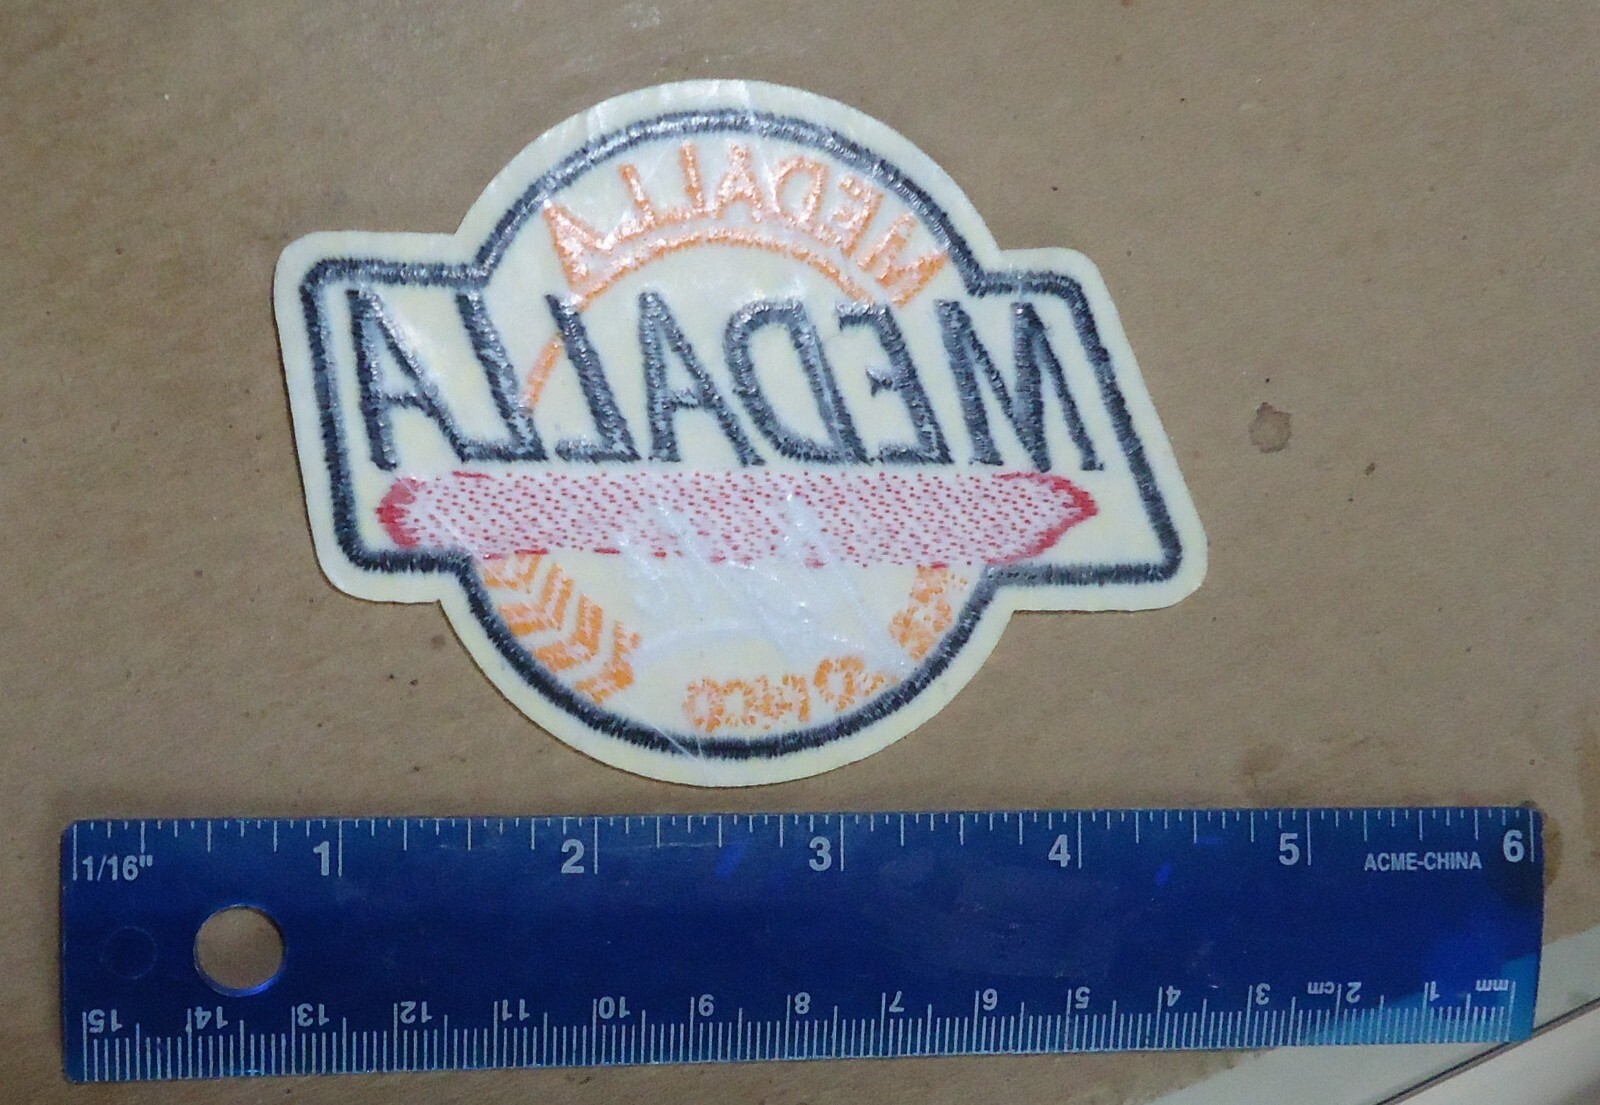 MEDALLA
MEDALLA
1/16" 1 2 3 4 5 ACME-CHINA 6
15 14 13 12 11 10 9 8 7 6 5 4 3 2 cm 1 mm